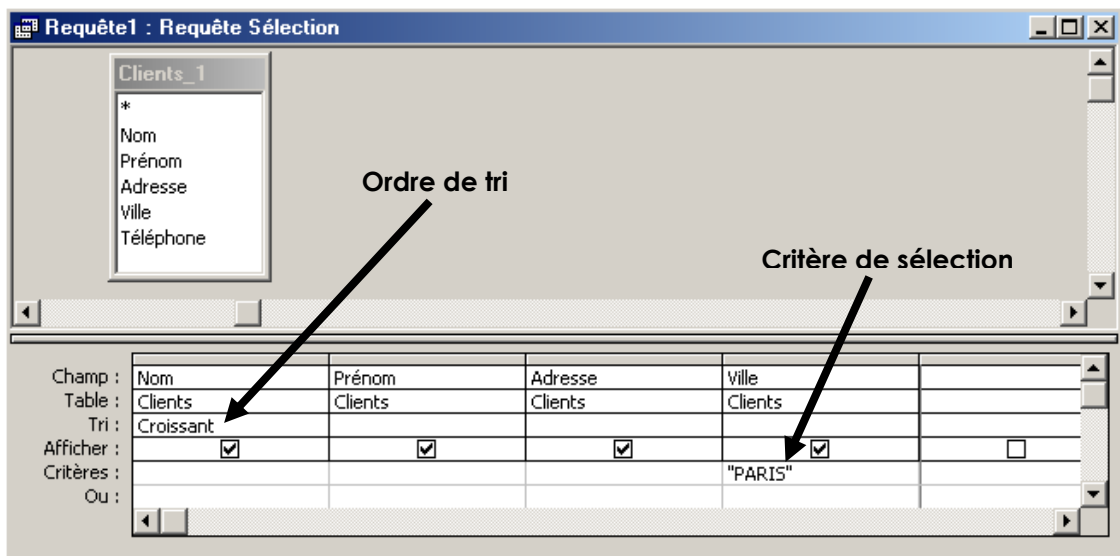 Requête1 : Requête Sélection
Clients_1
*
Nom
Prénom
Adresse
Ville
Téléphone
Ordre de tri
Critère de sélection
Champ : Nom Prénom Adresse Ville
Table : Clients Clients Clients Clients
Tri : Croissant
Afficher :
Critères : "PARIS"
Ou :